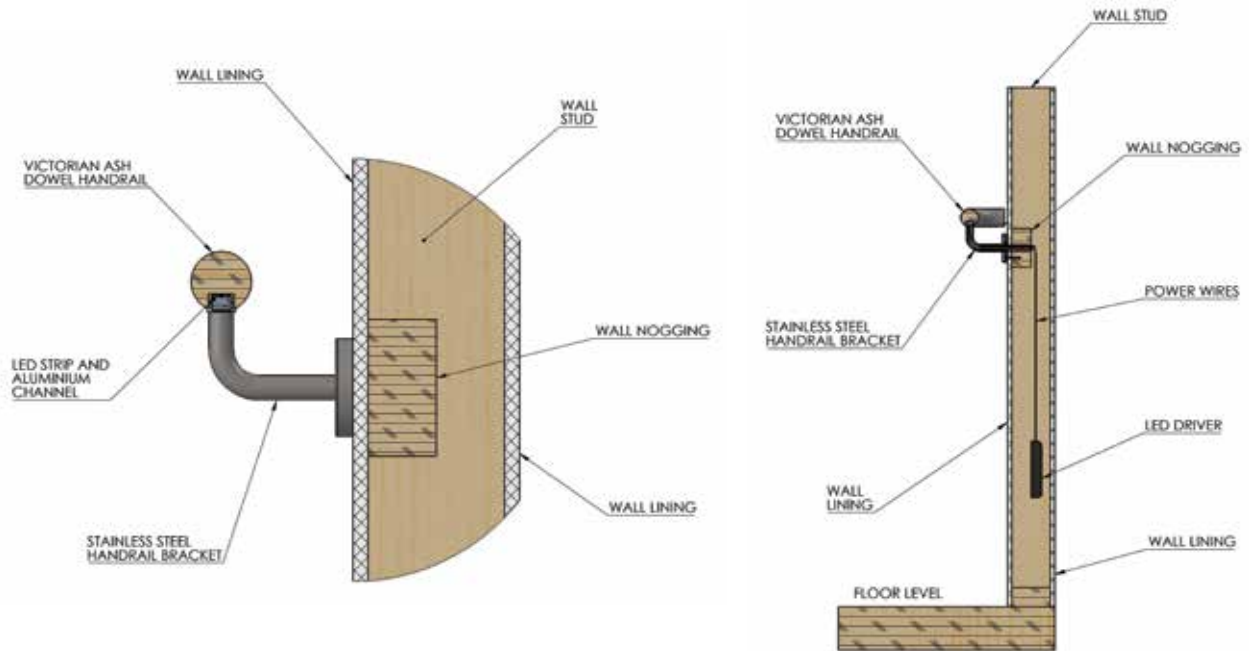 WALL LINING
WALL
STUD
VICTORIAN ASH
DOWEL HANDRAIL
WALL NOGGING
LED STRIP AND
ALUMINIUM
CHANNEL
WALL LINING
STAINLESS STEEL
HANDRAIL BRACKET
WALL STUD
VICTORIAN ASH
DOWEL HANDRAIL
WALL NOGGING
POWER WIRES
STAINLESS STEEL
HANDRAIL BRACKET
LED DRIVER
WALL
LINING
WALL LINING
FLOOR LEVEL